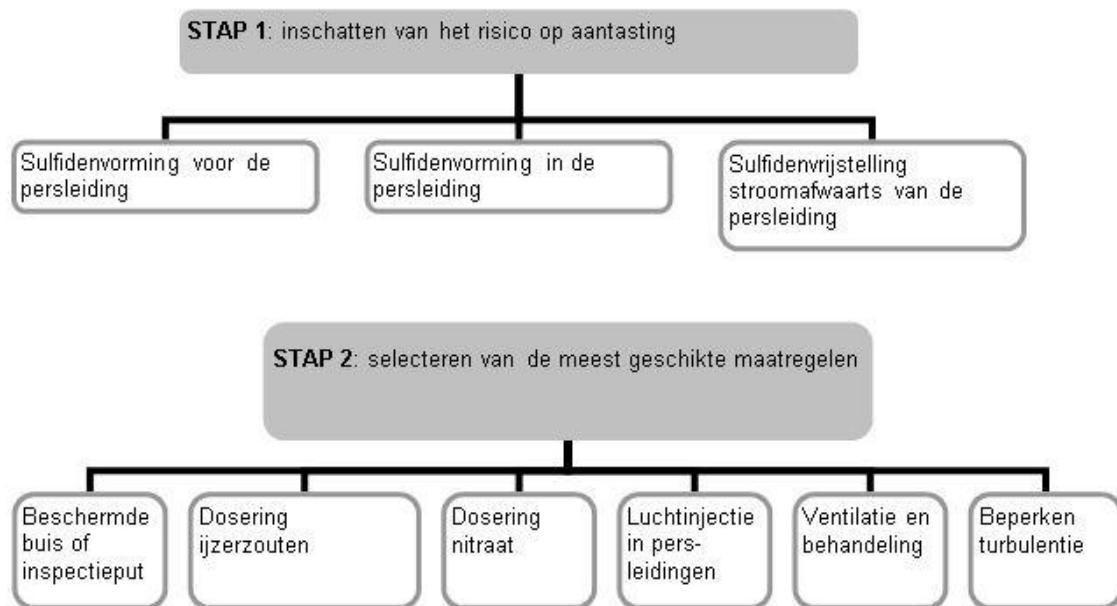 STAP 1: inschatten van het risico op aantasting
Sulfidenvorming voor de
persleiding
Sulfidenvorming in de
persleiding
Sulfidenvrijstelling
stroomafwaarts van de
persleiding
STAP 2: selecteren van de meest geschikte maatregelen
Beschermde
buis of
inspectieput
Dosering
ijzerzouten
Dosering
nitraat
Luchtinjectie
in pers-
leidingen
Ventilatie en
behandeling
Beperken
turbulentie